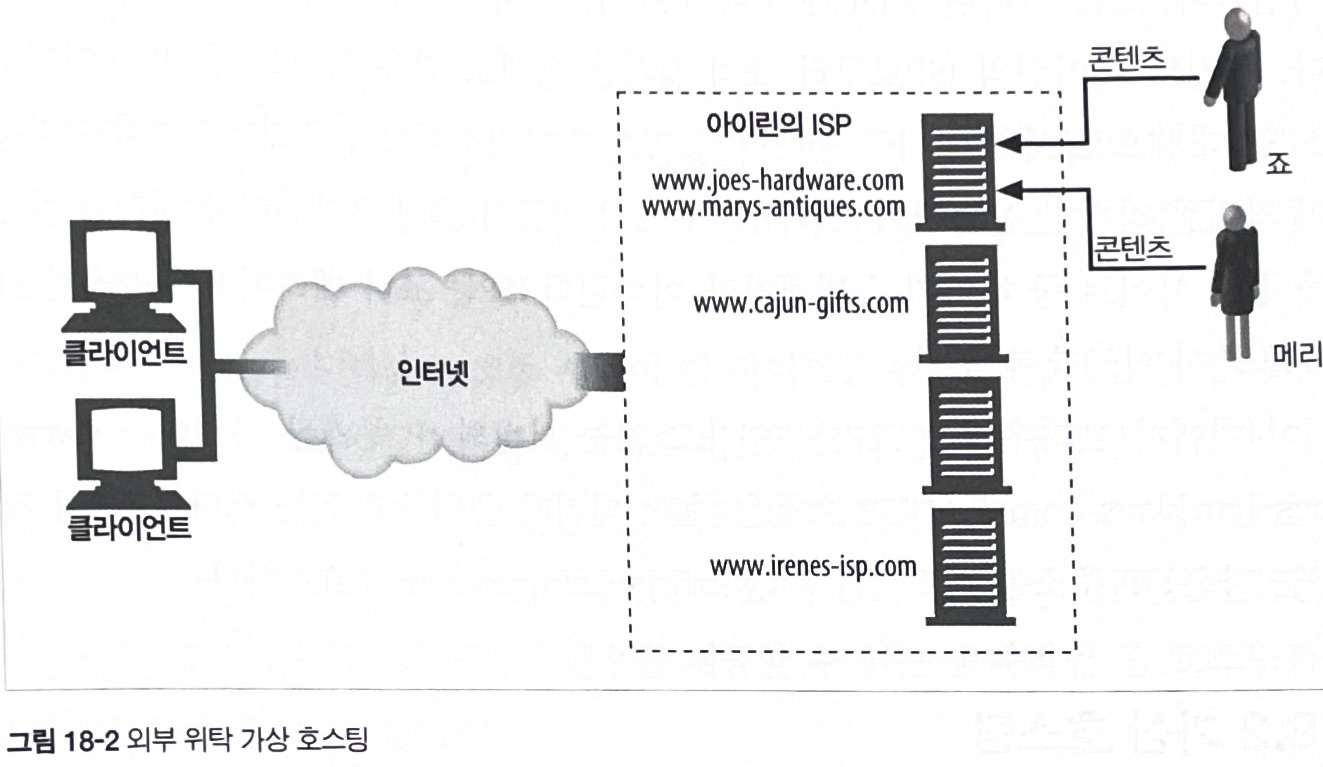 콘텐츠
아이린의 ISP
죠
www.joes-hardware.com
www.marys-antiques.com
콘텐츠
www.cajun-gifts.com
메리
클라이언트
인터넷
클라이언트
www.irenes-isp.com
그림 18-2 외부 위탁 가상 호스팅